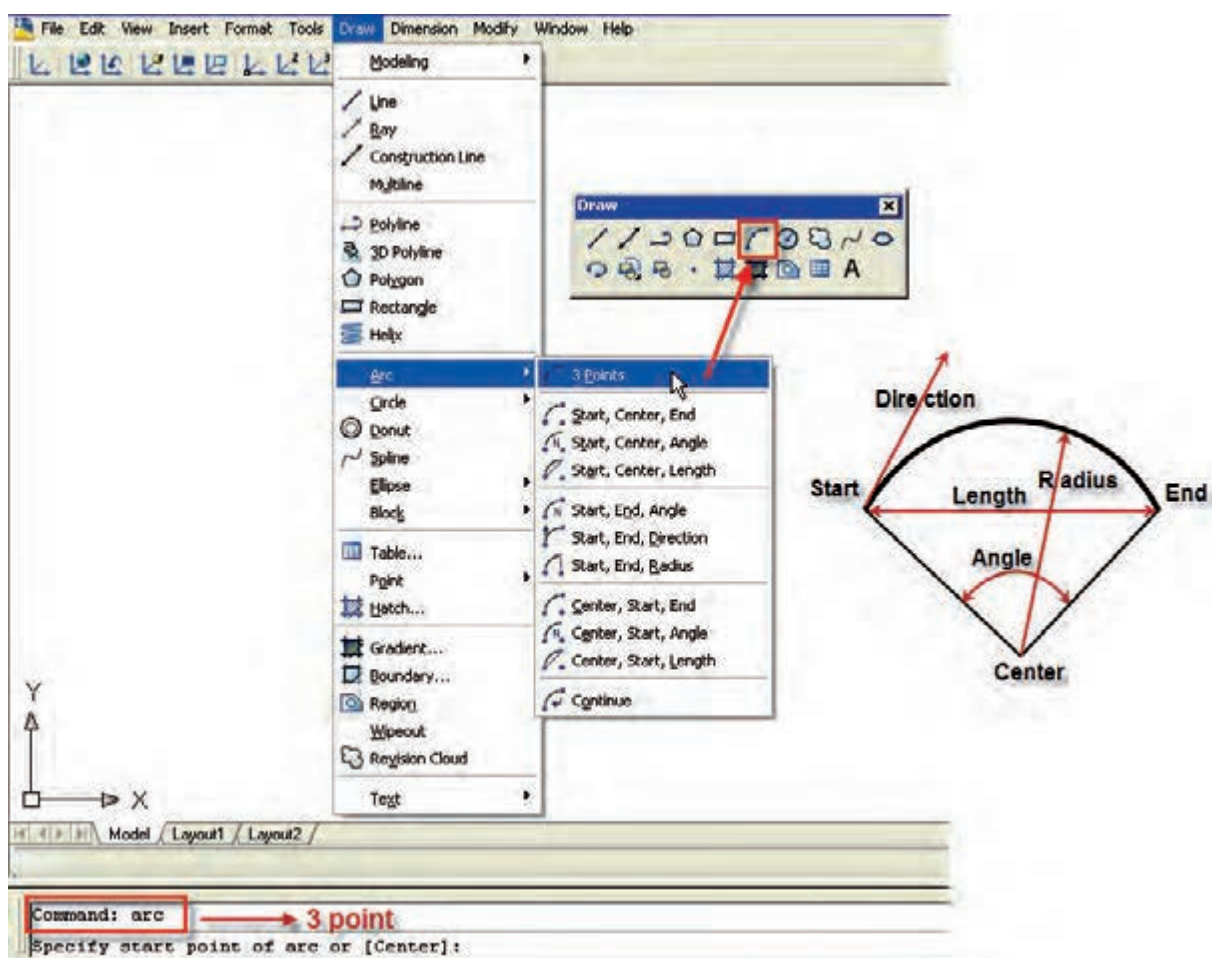 File Edit View Insert Format Tools Draw Dimension Modify Window Help
Modeling
Line
Ray
Construction Line
Multiline
Polyline
3D Polyline
Polygon
Rectangle
Helix
Arc
Circle
Donut
Spline
Ellipse
Block
Table...
Point
Hatch...
Gradient...
Boundary...
Region
Wipeout
Revision Cloud
Text
3 Points
Start, Center, End
Start, Center, Angle
Start, Center, Length
Start, End, Angle
Start, End, Direction
Start, End, Radius
Center, Start, End
Center, Start, Angle
Center, Start, Length
Continue
Draw
A
Direction
Start
Length
Radius
End
Angle
Center
Y
X
Model Layout1 Layout2
Command: arc
3 point
Specify start point of arc or [Center]: